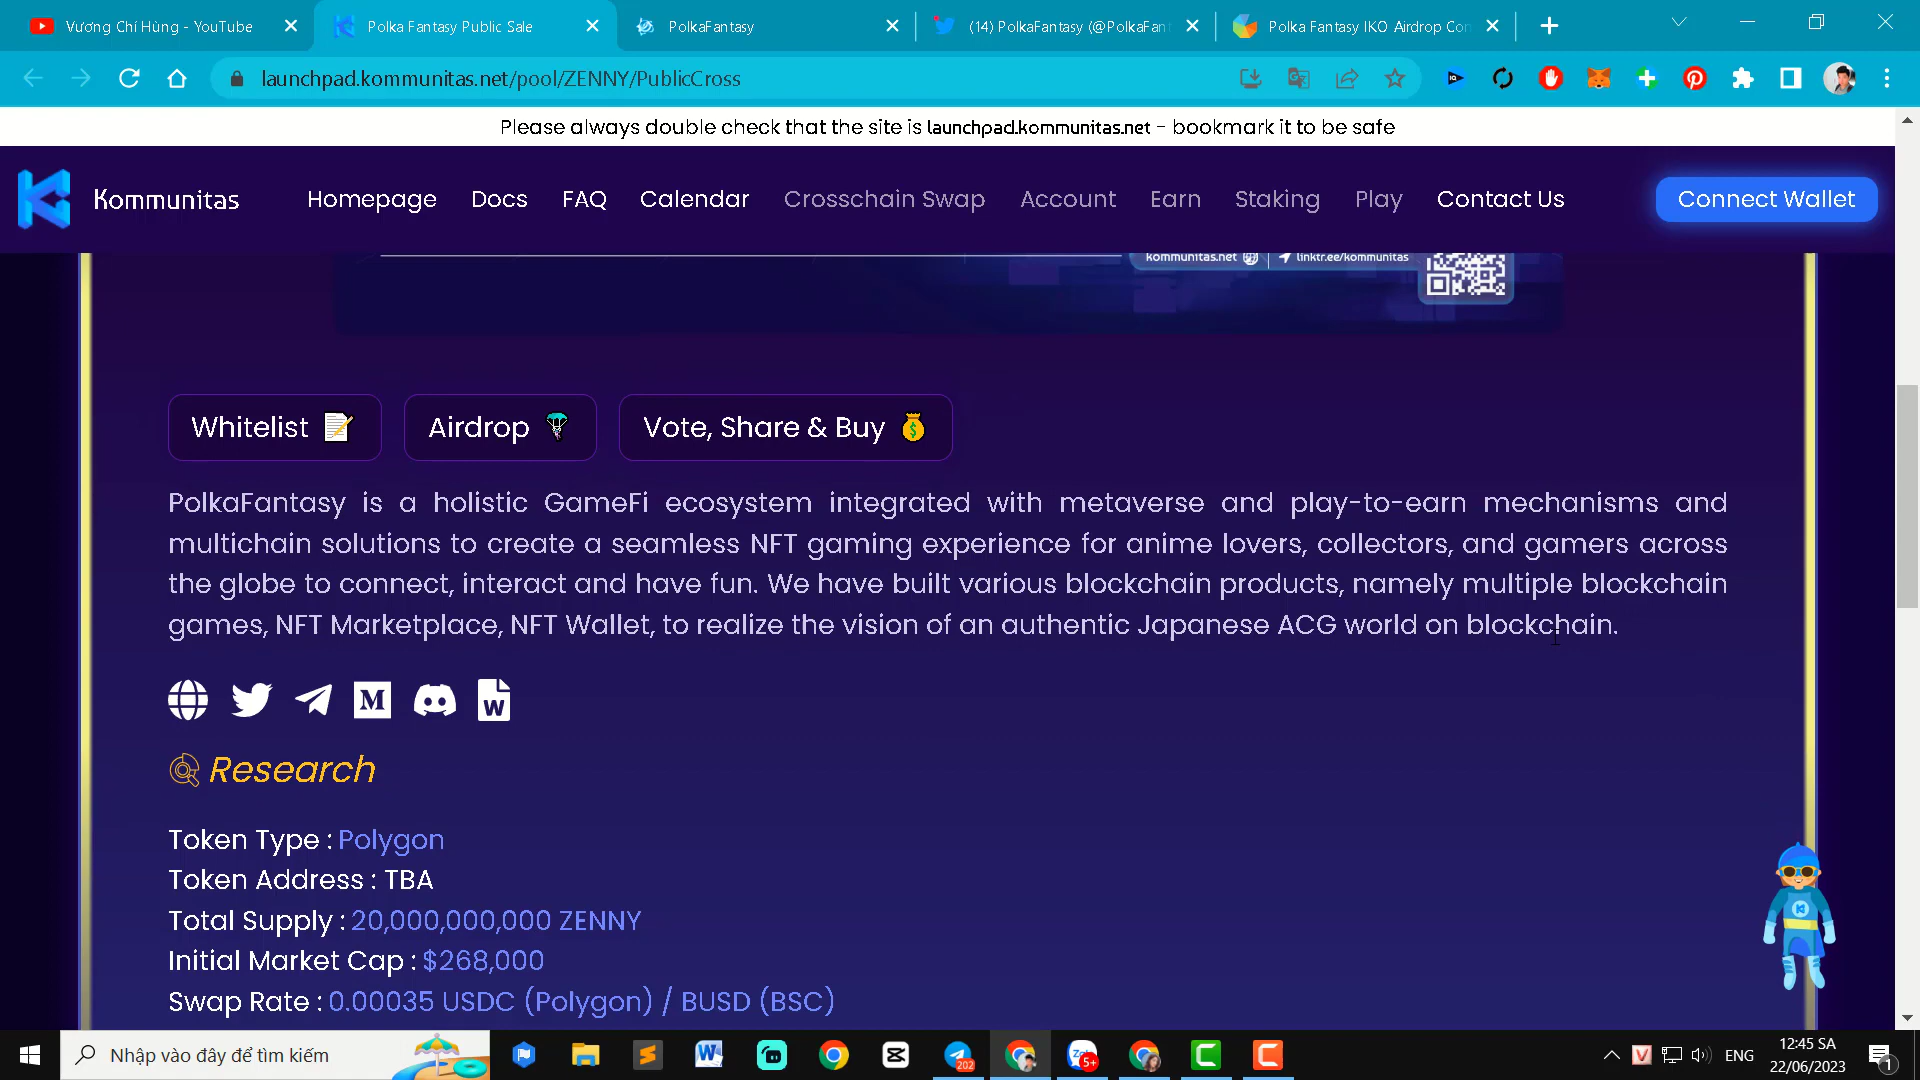 Vương Chí Hùng - YouTube
Polka Fantasy Public Sale
PolkaFantasy
(14) PolkaFantasy (@PolkaFan
Polka Fantasy IKO Airdrop Con
launchpad.kommunitas.net/pool/ZENNY/PublicCross
Please always double check that the site is launchpad.kommunitas.net - bookmark it to be safe
Kommunitas
Homepage
Docs
FAQ
Calendar
Crosschain Swap
Account
Earn
Staking
Play
Contact Us
Connect Wallet
kommunitas.net
linktr.ee/kommunitas
Whitelist
Airdrop
Vote, Share & Buy
PolkaFantasy is a holistic GameFi ecosystem integrated with metaverse and play-to-earn mechanisms and
multichain solutions to create a seamless NFT gaming experience for anime lovers, collectors, and gamers across
the globe to connect, interact and have fun. We have built various blockchain products, namely multiple blockchain
games, NFT Marketplace, NFT Wallet, to realize the vision of an authentic Japanese ACG world on blockchain.
Research
Token Type : Polygon
Token Address : TBA
Total Supply : 20,000,000,000 ZENNY
Initial Market Cap : $268,000
Swap Rate : 0.00035 USDC (Polygon) / BUSD (BSC)
Nhập vào đây để tìm kiếm
202
5+
ENG
12:45 SA
22/06/2023
1